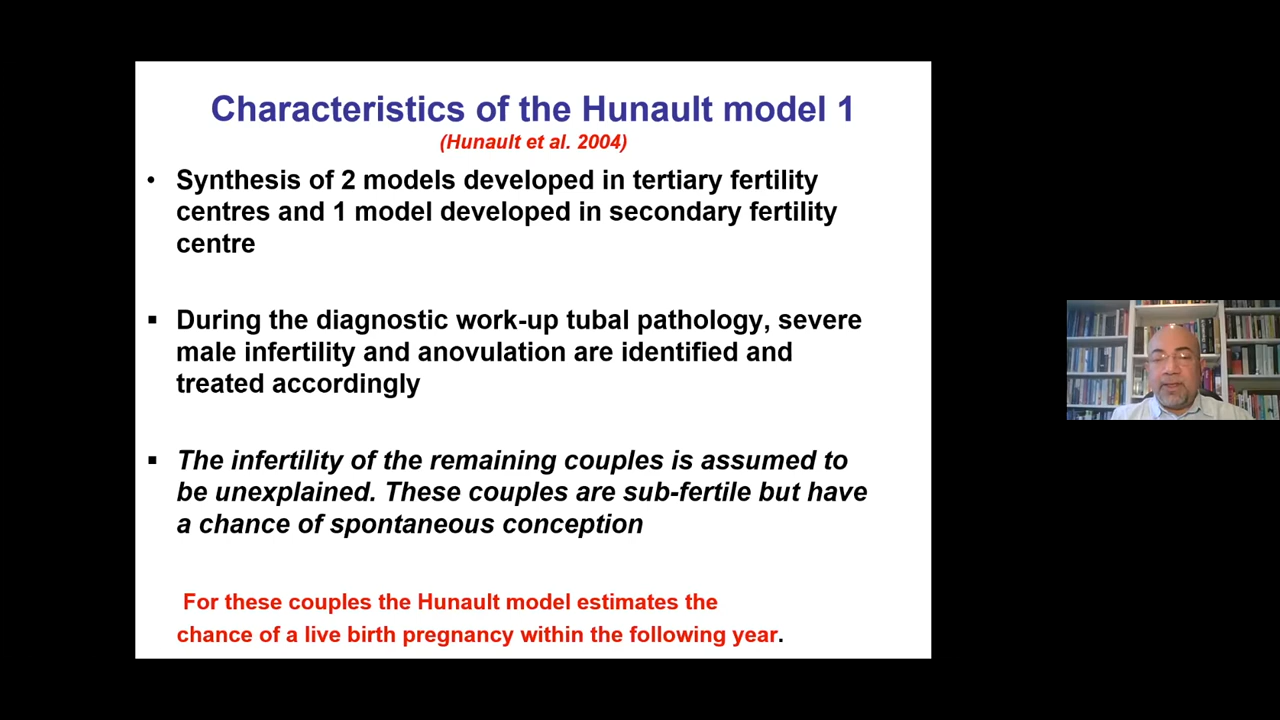 Characteristics of the Hunault model 1
(Hunault et al. 2004)
• Synthesis of 2 models developed in tertiary fertility
centres and 1 model developed in secondary fertility
centre
▪ During the diagnostic work-up tubal pathology, severe
male infertility and anovulation are identified and
treated accordingly
▪ The infertility of the remaining couples is assumed to
be unexplained. These couples are sub-fertile but have
a chance of spontaneous conception
For these couples the Hunault model estimates the
chance of a live birth pregnancy within the following year.